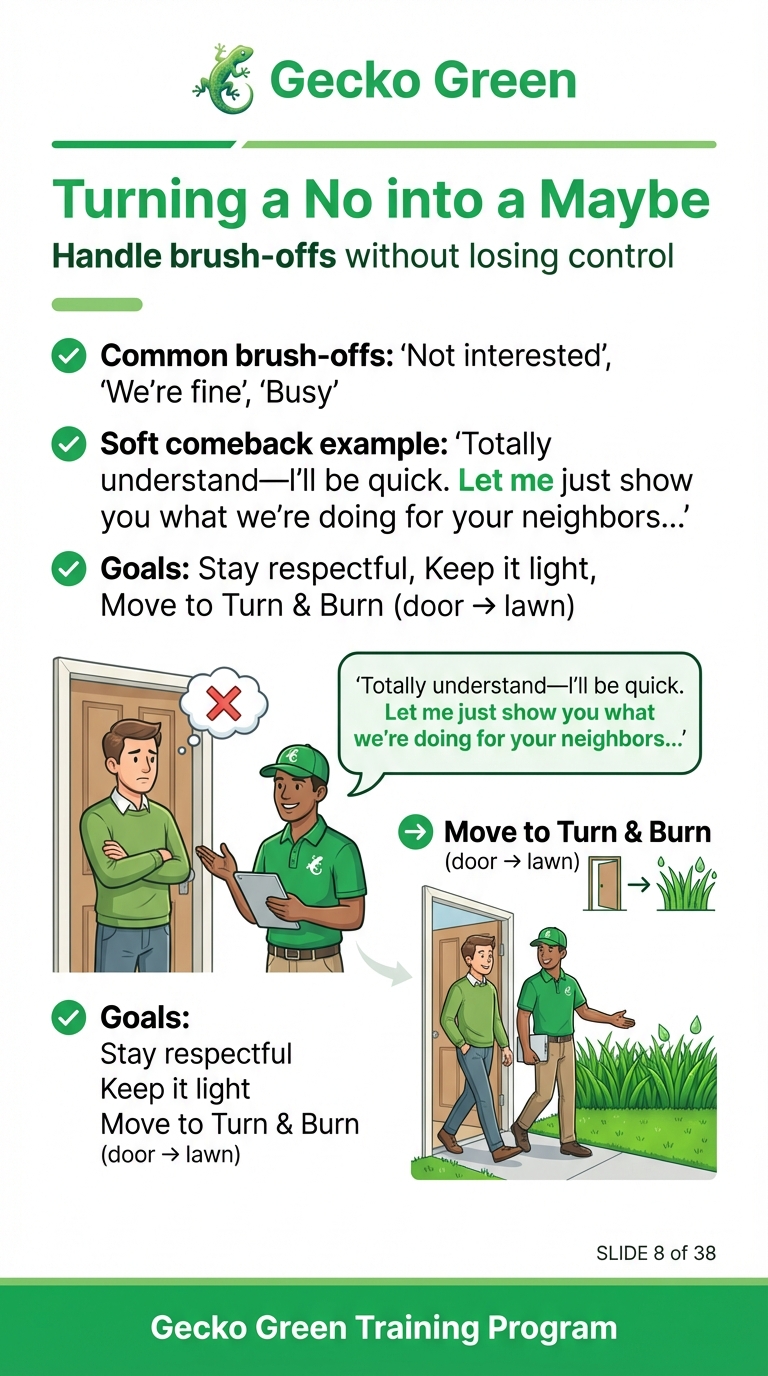 Gecko Green
Turning a No into a Maybe
Handle brush-offs without losing control
Common brush-offs: ‘Not interested’,
‘We’re fine’, ‘Busy’
Soft comeback example: ‘Totally
understand—I’ll be quick. Let me just show
you what we’re doing for your neighbors...’
Goals: Stay respectful, Keep it light,
Move to Turn & Burn (door → lawn)
‘Totally understand—I’ll be quick.
Let me just show you what
we’re doing for your neighbors...’
Move to Turn & Burn
(door → lawn)
Goals:
Stay respectful
Keep it light
Move to Turn & Burn
(door → lawn)
SLIDE 8 of 38
Gecko Green Training Program